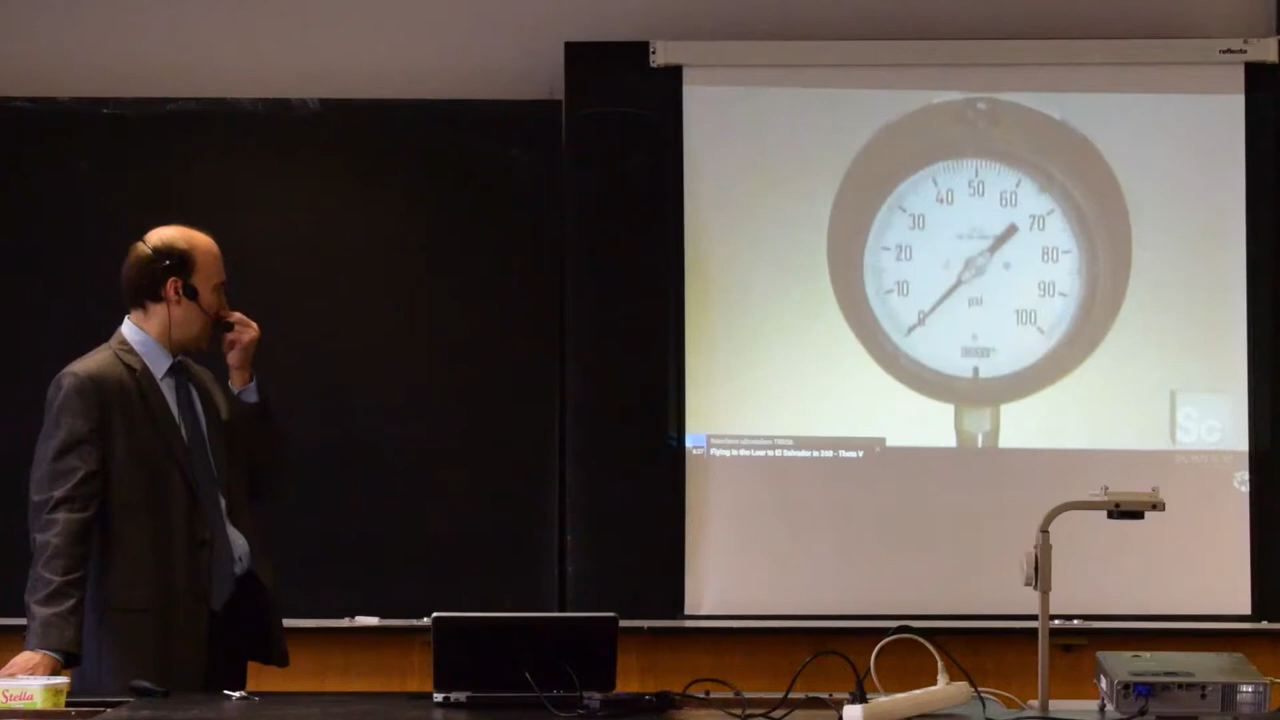 reflecta
50
40
60
30
70
20
80
10
90
psi
0
100
Sc
Flying in the Lear to El Salvador in 360 - Theta V
Stella